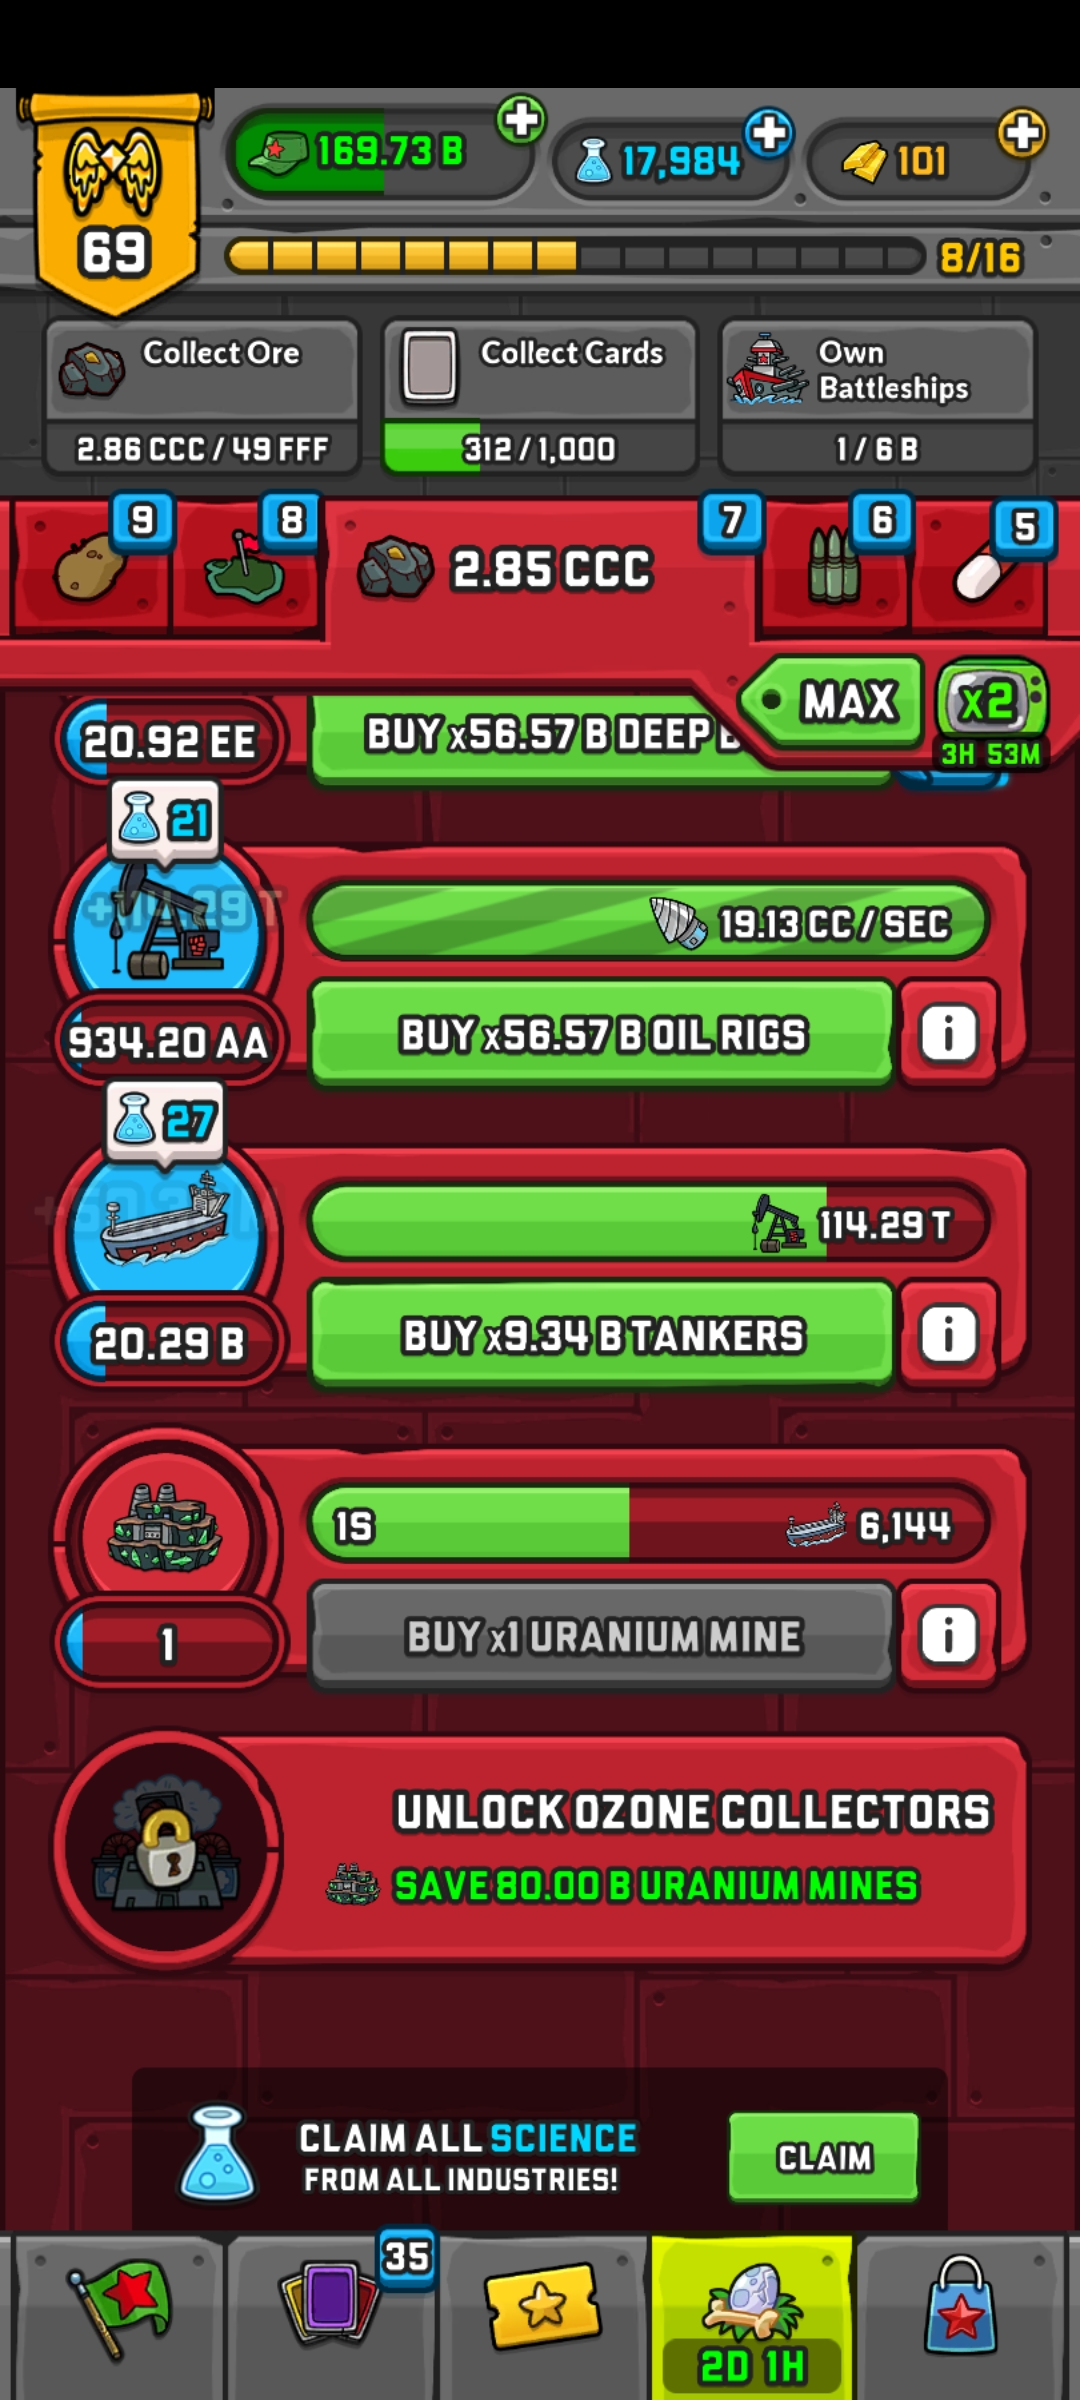 169.73 B
17,984
101
69
8/16
Collect Ore
2.86 CCC / 49 FFF
Collect Cards
312 / 1,000
Own
Battleships
1 / 6 B
9
8
2.85 CCC
7
6
5
MAX
x2
3H 53M
20.92 EE
BUY x56.57 B DEEP
21
19.13 CC / SEC
934.20 AA
BUY x56.57 B OIL RIGS
i
27
114.29 T
20.29 B
BUY x9.34 B TANKERS
i
1S
6,144
1
BUY x1 URANIUM MINE
i
UNLOCK OZONE COLLECTORS
SAVE 80.00 B URANIUM MINES
CLAIM ALL SCIENCE
FROM ALL INDUSTRIES!
CLAIM
35
2D 1H